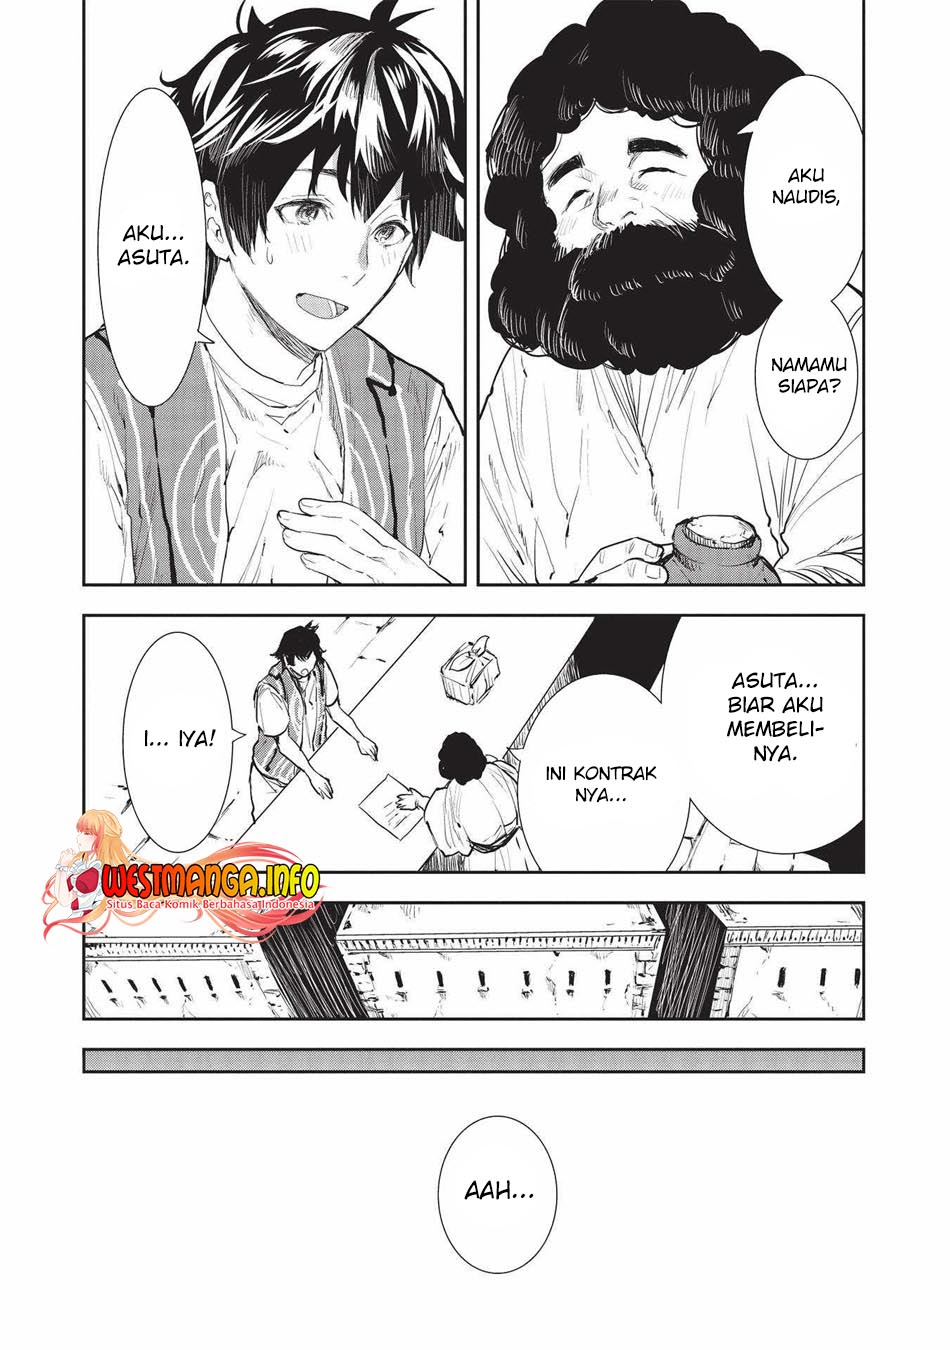 AKU
NAUDIS,
NAMAMU
SIAPA?
AKU...
ASUTA.
ASUTA...
BIAR AKU
MEMBELI-
NYA.
INI KONTRAK
NYA...
I... IYA!
WESTMANGA.INFO
Situs Baca Komik Berbahasa Indonesia
AAH...